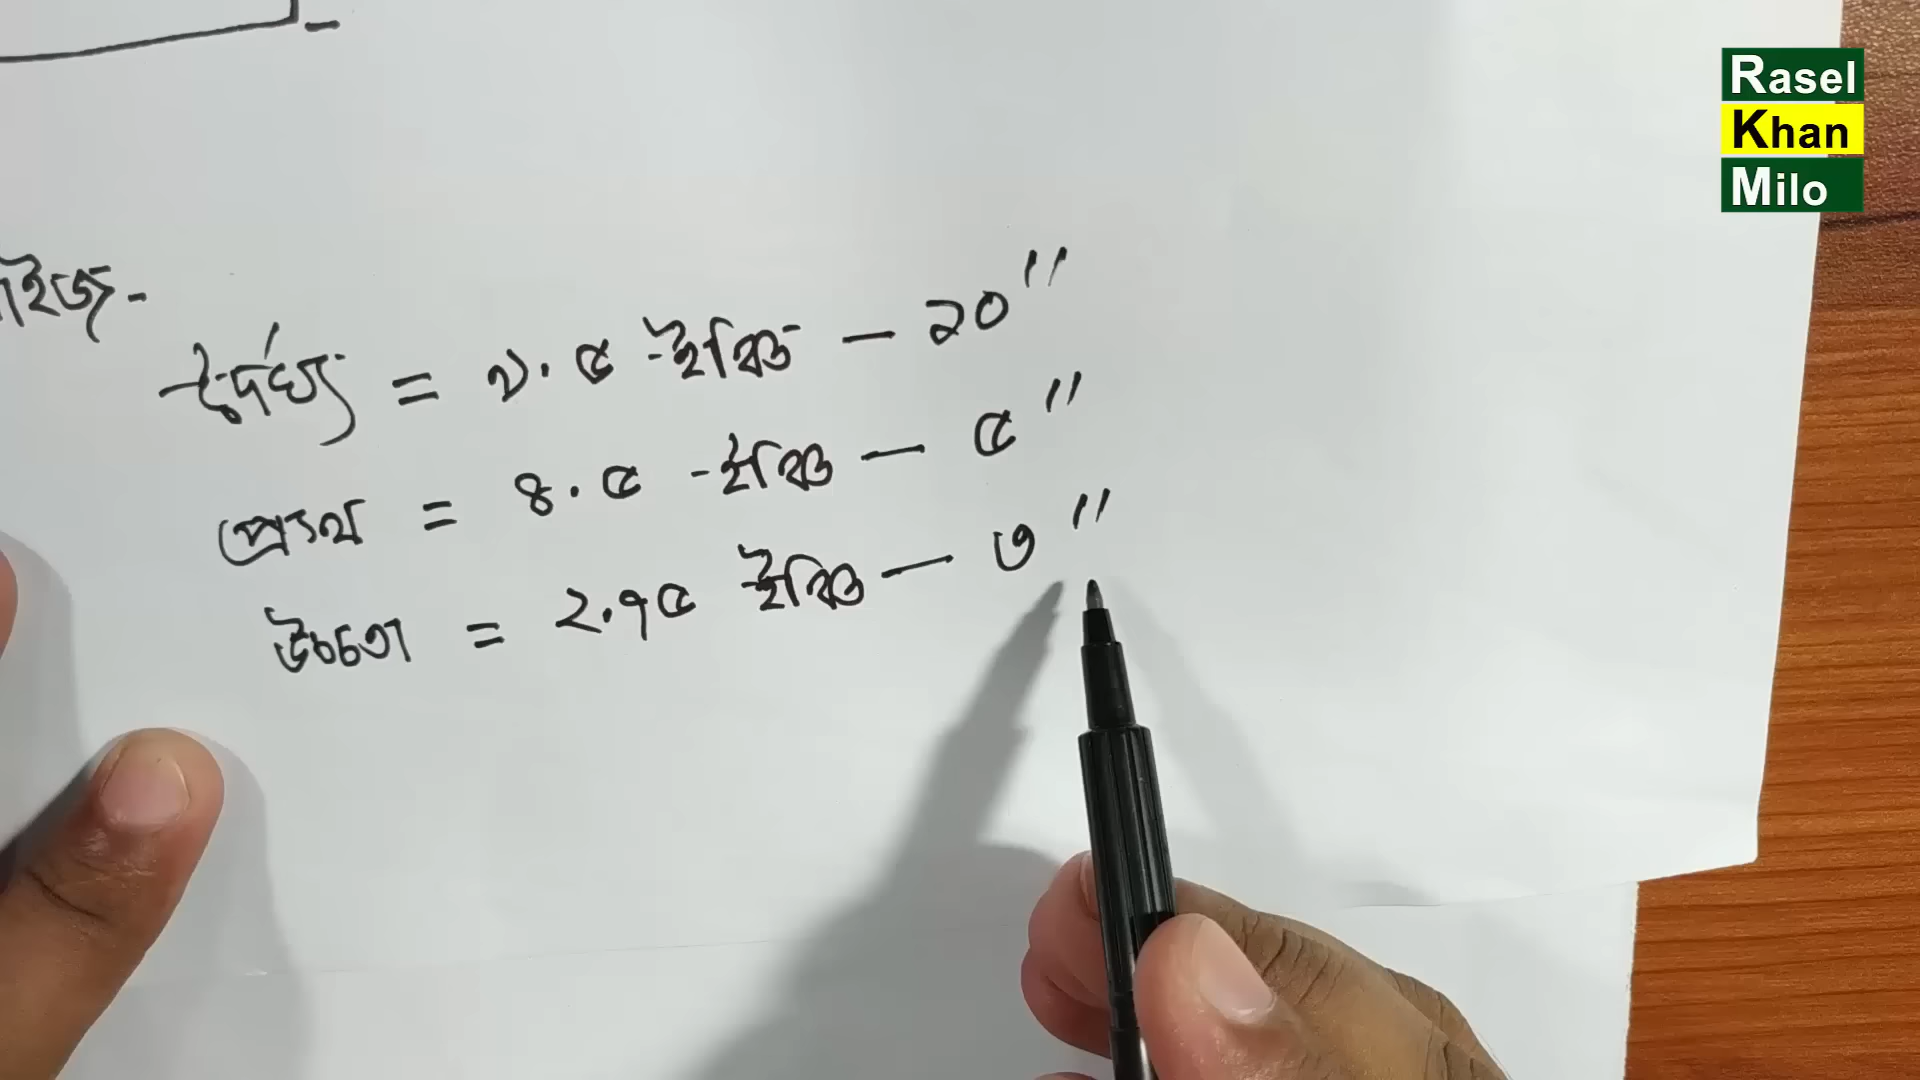 Rasel
Khan
Milo
াইজ-
দৈর্ঘ্য = ৯.৫ ইঞ্চি – ১০"
প্রস্থ = ৪.৫ ইঞ্চি – ৫"
উচ্চতা = ২.৭৫ ইঞ্চি – ৩"